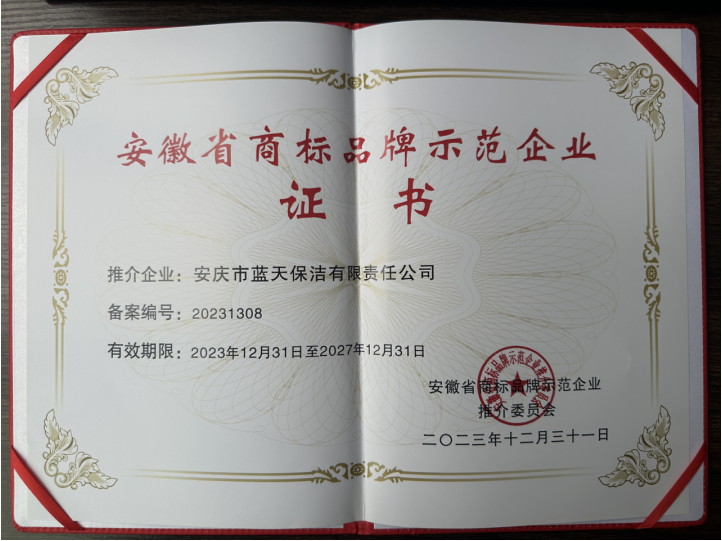 安徽省商标品牌示范企业
证书
推介企业：安庆市蓝天保洁有限责任公司
备案编号：20231308
有效期限：2023年12月31日至2027年12月31日
安徽省商标品牌示范企业
推介委员会
二〇二三年十二月三十一日